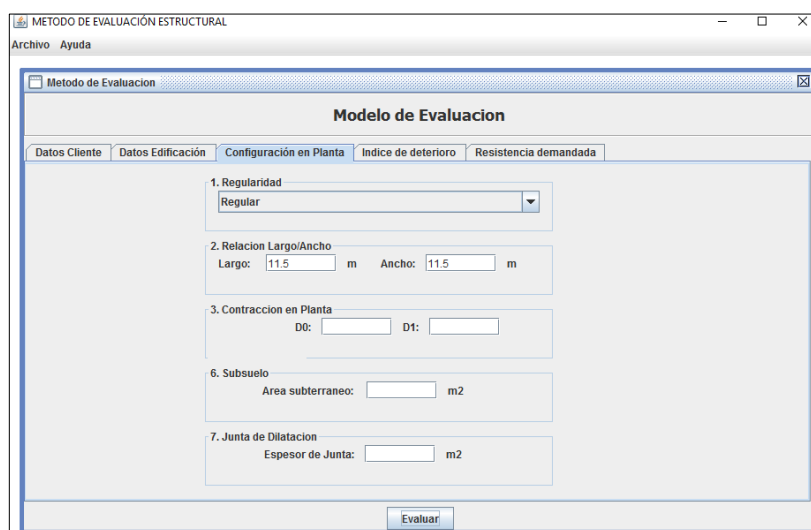 METODO DE EVALUACIÓN ESTRUCTURAL
Archivo Ayuda
Metodo de Evaluacion
Modelo de Evaluacion
Datos Cliente Datos Edificación Configuración en Planta Indice de deterioro Resistencia demandada
1. Regularidad
Regular
2. Relacion Largo/Ancho
Largo: 11.5 m Ancho: 11.5 m
3. Contraccion en Planta
D0: D1:
6. Subsuelo
Area subterraneo: m2
7. Junta de Dilatacion
Espesor de Junta: m2
Evaluar